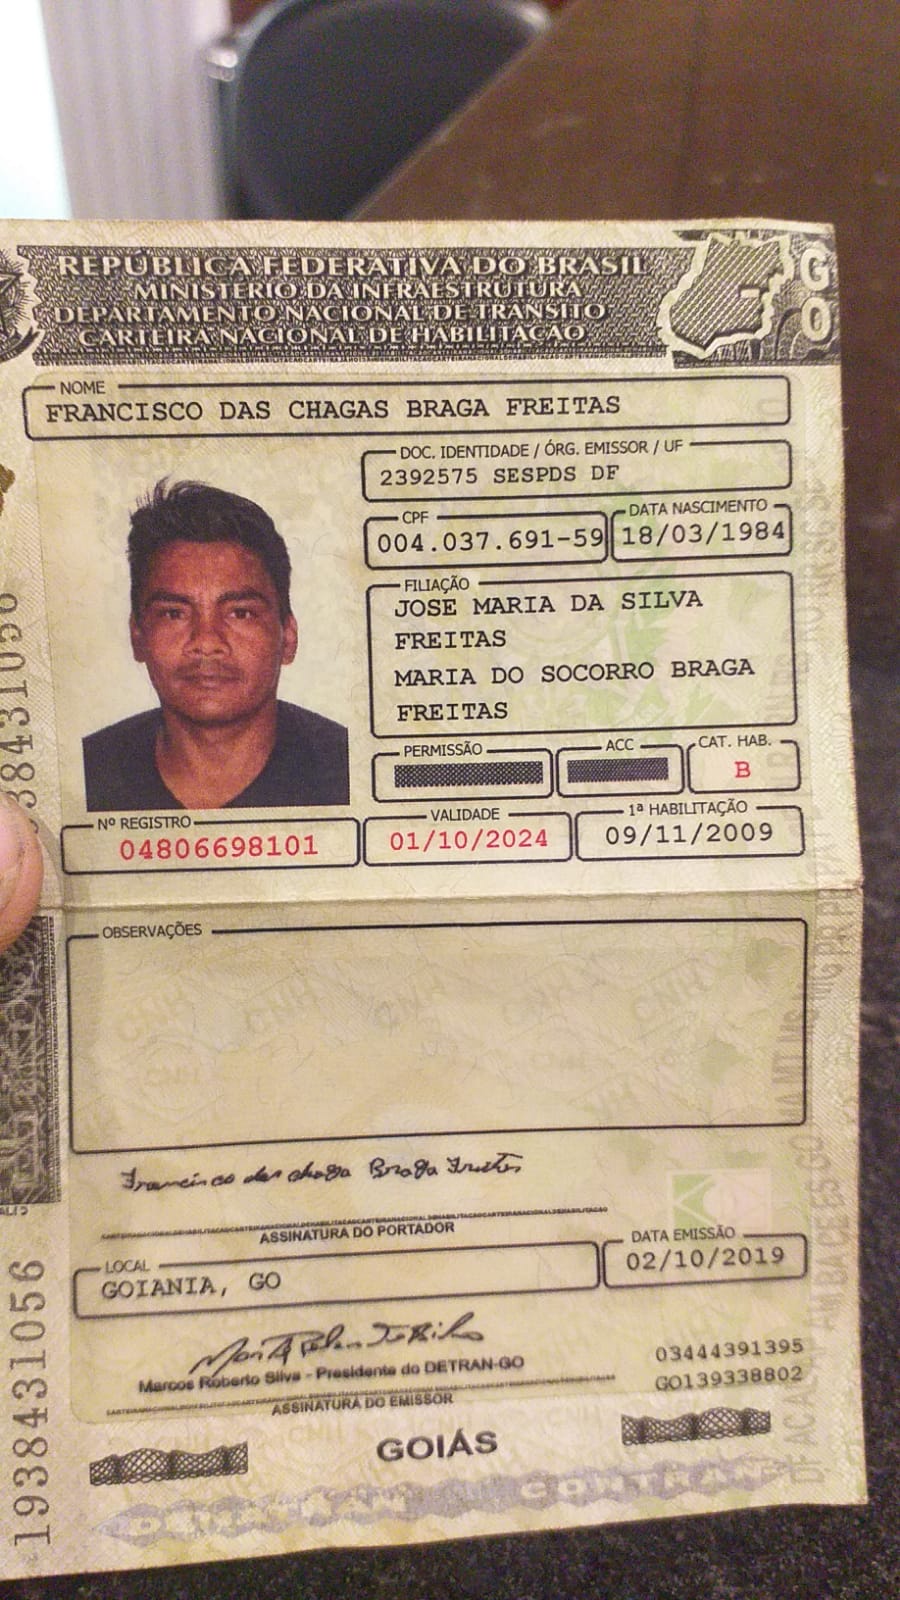 REPÚBLICA FEDERATIVA DO BRASIL
MINISTÉRIO DA INFRAESTRUTURA
DEPARTAMENTO NACIONAL DE TRÂNSITO
CARTEIRA NACIONAL DE HABILITAÇÃO
GO
NOME
FRANCISCO DAS CHAGAS BRAGA FREITAS
DOC. IDENTIDADE / ÓRG. EMISSOR / UF
2392575 SESPDS DF
CPF
004.037.691-59
DATA NASCIMENTO
18/03/1984
FILIAÇÃO
JOSE MARIA DA SILVA
FREITAS
MARIA DO SOCORRO BRAGA
FREITAS
PERMISSÃO
ACC
CAT. HAB.
B
Nº REGISTRO
04806698101
VALIDADE
01/10/2024
1ª HABILITAÇÃO
09/11/2009
OBSERVAÇÕES
Francisco das chagas Braga Freitas
ASSINATURA DO PORTADOR
LOCAL
GOIANIA, GO
DATA EMISSÃO
02/10/2019
Marcos Roberto Silva - Presidente do DETRAN-GO
ASSINATURA DO EMISSOR
03444391395
GO139338802
GOIÁS
DENATRAN CONTRAN
1938431056